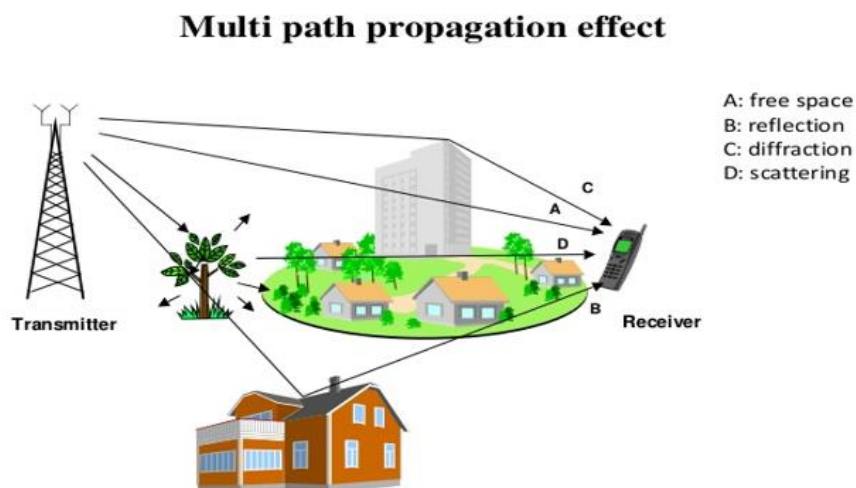 Multi path propagation effect
A: free space
B: reflection
C: diffraction
D: scattering
C
A
D
B
Transmitter
Receiver